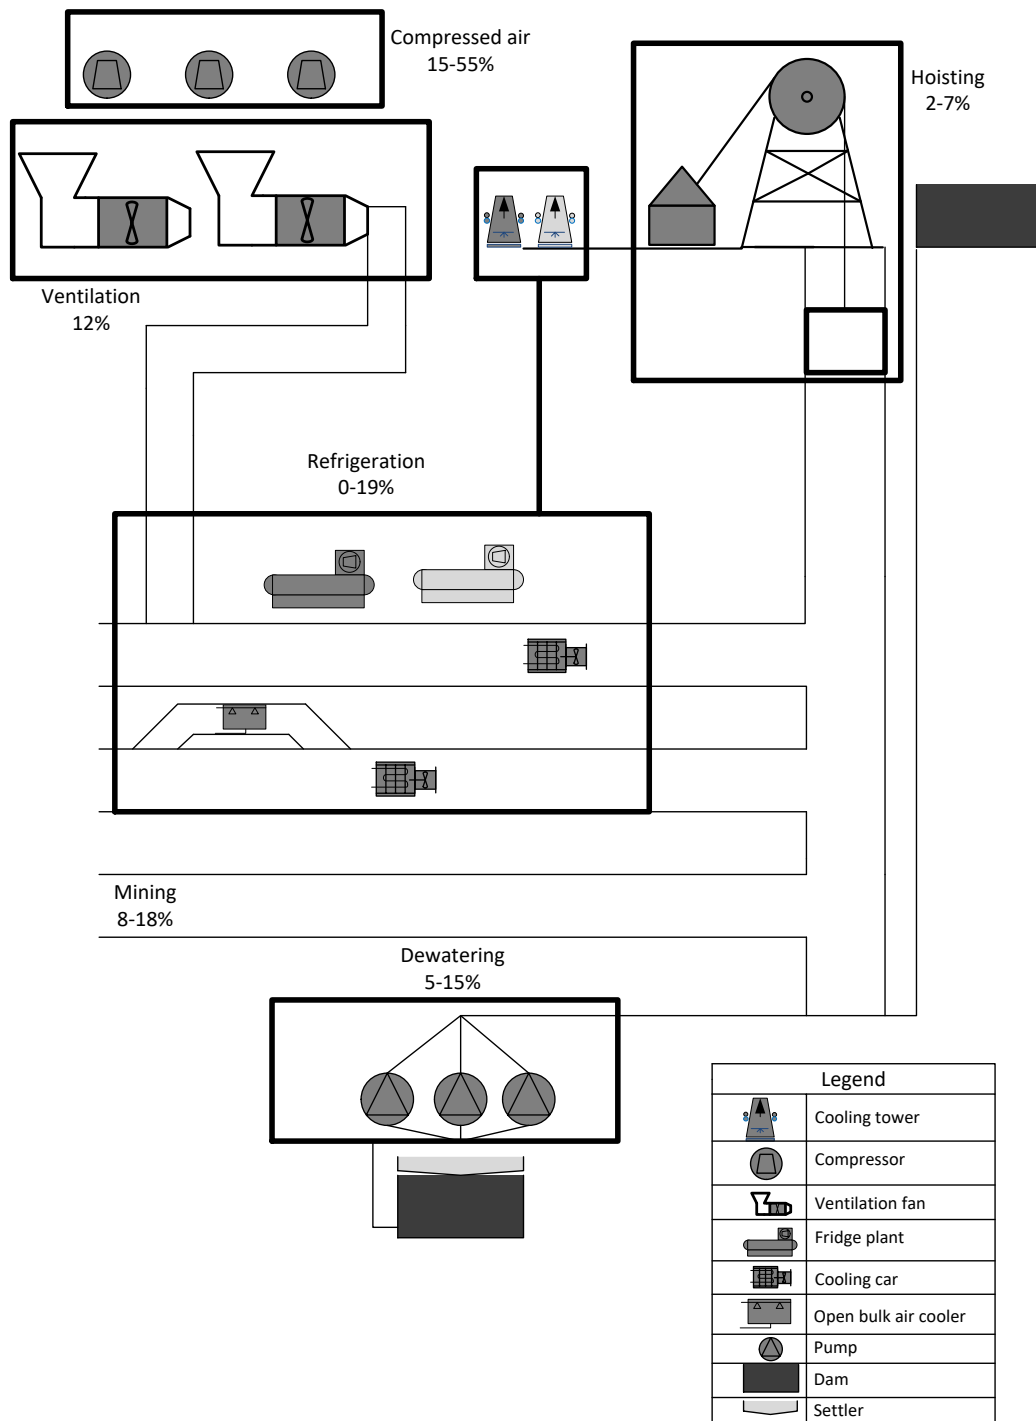 Compressed air
15-55%
Hoisting
2-7%
Ventilation
12%
Refrigeration
0-19%
Mining
8-18%
Dewatering
5-15%
Legend
Cooling tower
Compressor
Ventilation fan
Fridge plant
Cooling car
Open bulk air cooler
Pump
Dam
Settler